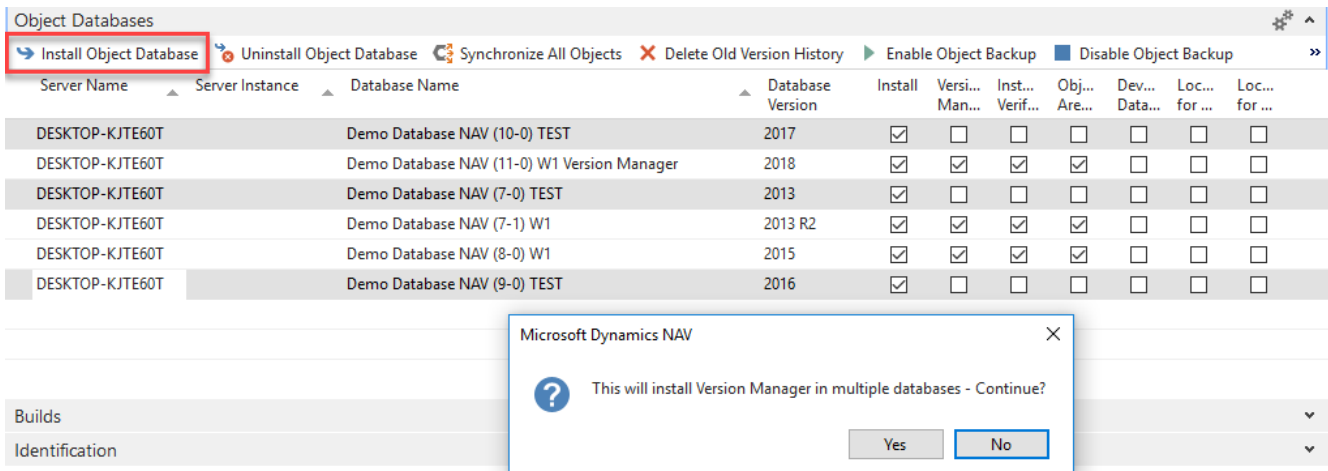 Object Databases
Install Object Database Uninstall Object Database Synchronize All Objects Delete Old Version History Enable Object Backup Disable Object Backup »
Server Name Server Instance Database Name Database Version Install Versi... Man... Inst... Verif... Obj... Are... Dev... Data... Loc... for ... Loc... for ...
DESKTOP-KJTE60T Demo Database NAV (10-0) TEST 2017
DESKTOP-KJTE60T Demo Database NAV (11-0) W1 Version Manager 2018
DESKTOP-KJTE60T Demo Database NAV (7-0) TEST 2013
DESKTOP-KJTE60T Demo Database NAV (7-1) W1 2013 R2
DESKTOP-KJTE60T Demo Database NAV (8-0) W1 2015
DESKTOP-KJTE60T Demo Database NAV (9-0) TEST 2016
Microsoft Dynamics NAV
This will install Version Manager in multiple databases - Continue?
Yes No
Builds
Identification